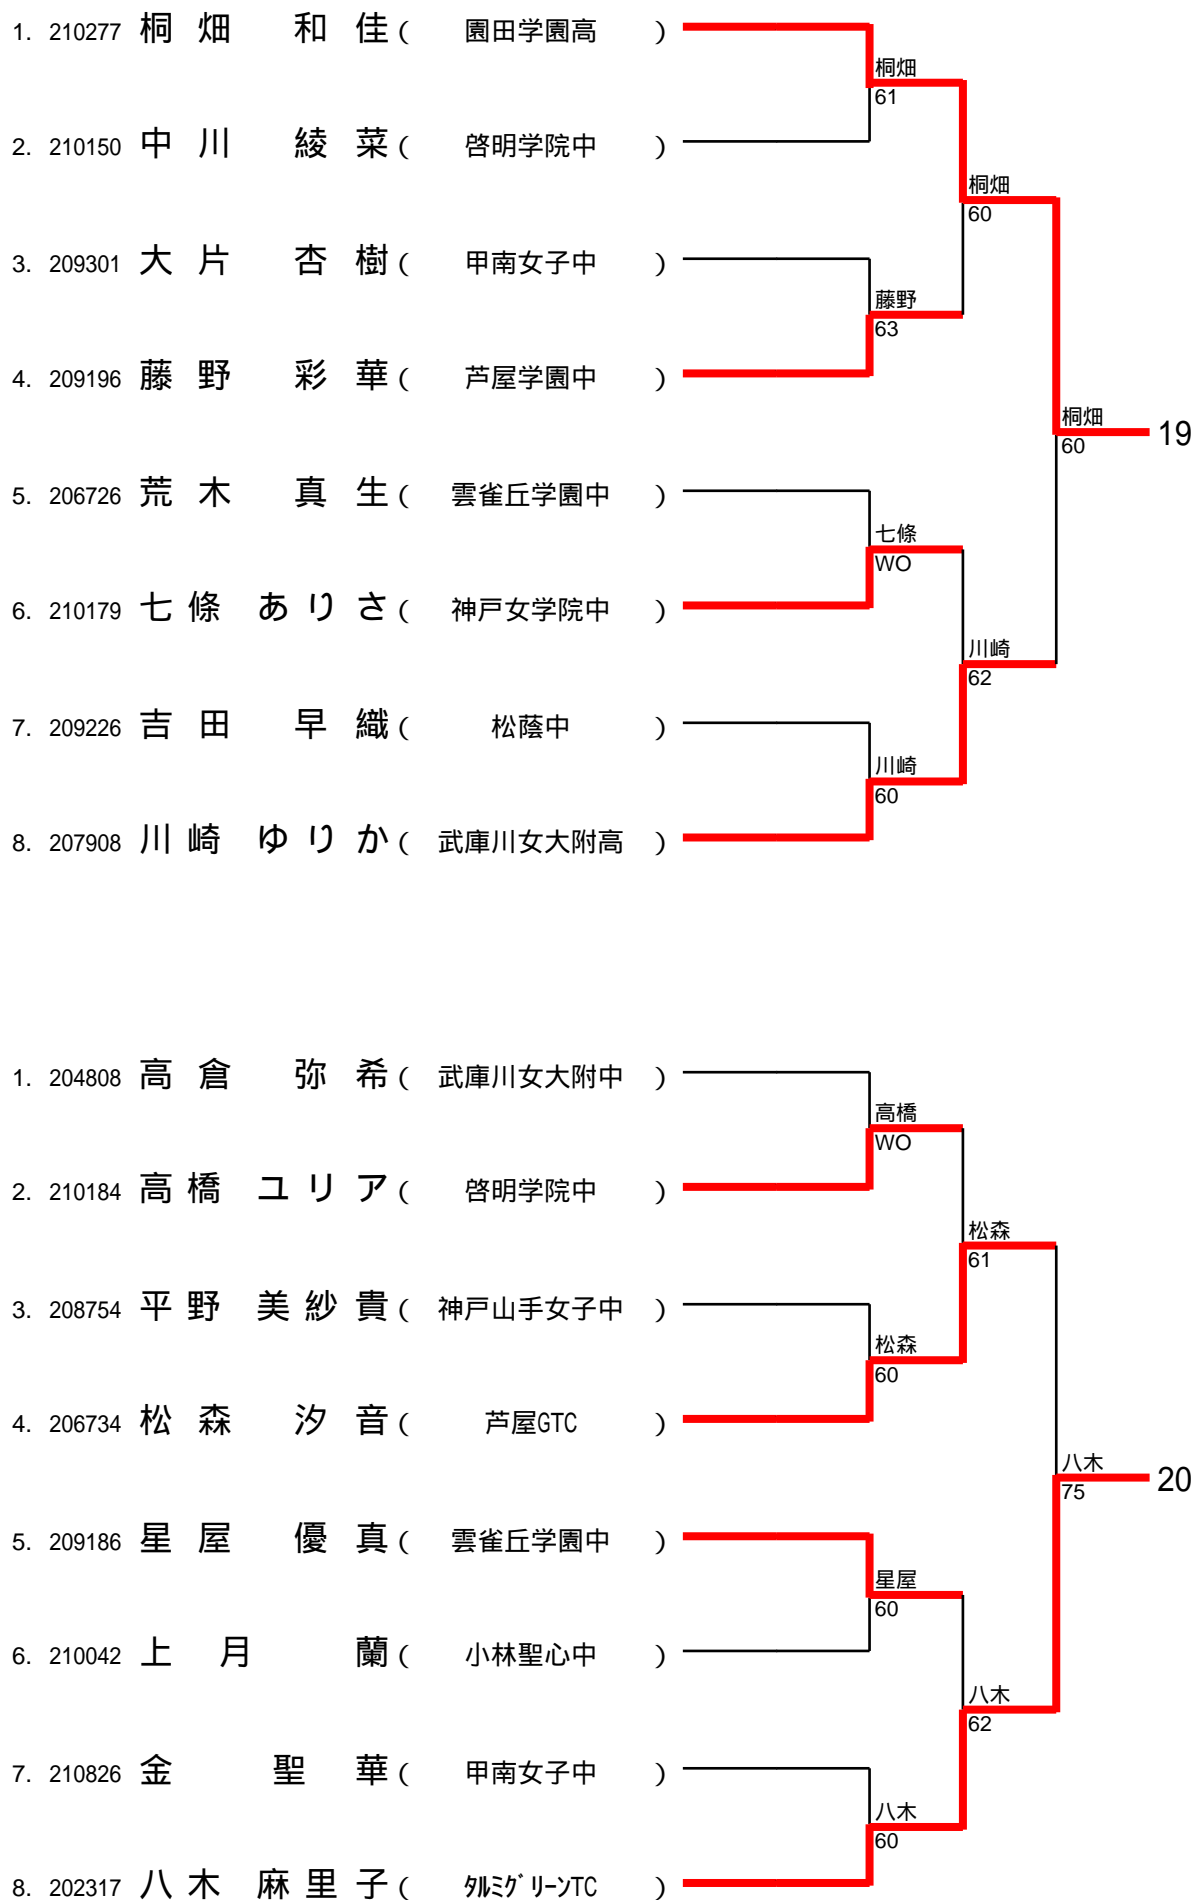 1. 210277 桐畑 和佳 ( 園田学園高 )
桐畑
61
2. 210150 中川 綾菜 ( 啓明学院中 )
桐畑
60
3. 209301 大片 杏樹 ( 甲南女子中 )
藤野
63
4. 209196 藤野 彩華 ( 芦屋学園中 )
桐畑 19
60
5. 206726 荒木 真生 ( 雲雀丘学園中 )
七條
WO
6. 210179 七條 ありさ ( 神戸女学院中 )
川崎
62
7. 209226 吉田 早織 ( 松蔭中 )
川崎
60
8. 207908 川崎 ゆりか ( 武庫川女大附高 )
1. 204808 高倉 弥希 ( 武庫川女大附中 )
高橋
WO
2. 210184 高橋 ユリア ( 啓明学院中 )
松森
61
3. 208754 平野 美紗貴 ( 神戸山手女子中 )
松森
60
4. 206734 松森 汐音 ( 芦屋GTC )
八木 20
75
5. 209186 星屋 優真 ( 雲雀丘学園中 )
星屋
60
6. 210042 上月 蘭 ( 小林聖心中 )
八木
62
7. 210826 金 聖華 ( 甲南女子中 )
八木
60
8. 202317 八木 麻里子 ( ﾀﾙﾐｸﾞﾘｰﾝTC )